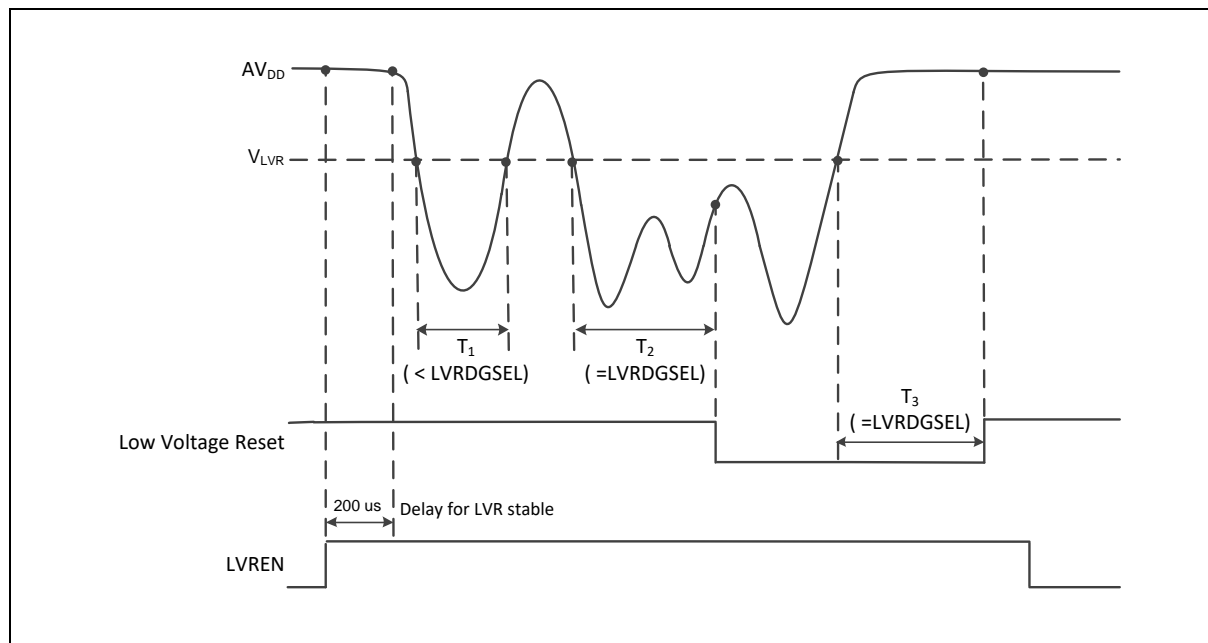 AVDD
VLVR
T1
( < LVRDGSEL)
T2
( =LVRDGSEL)
T3
( =LVRDGSEL)
Low Voltage Reset
200 us
Delay for LVR stable
LVREN